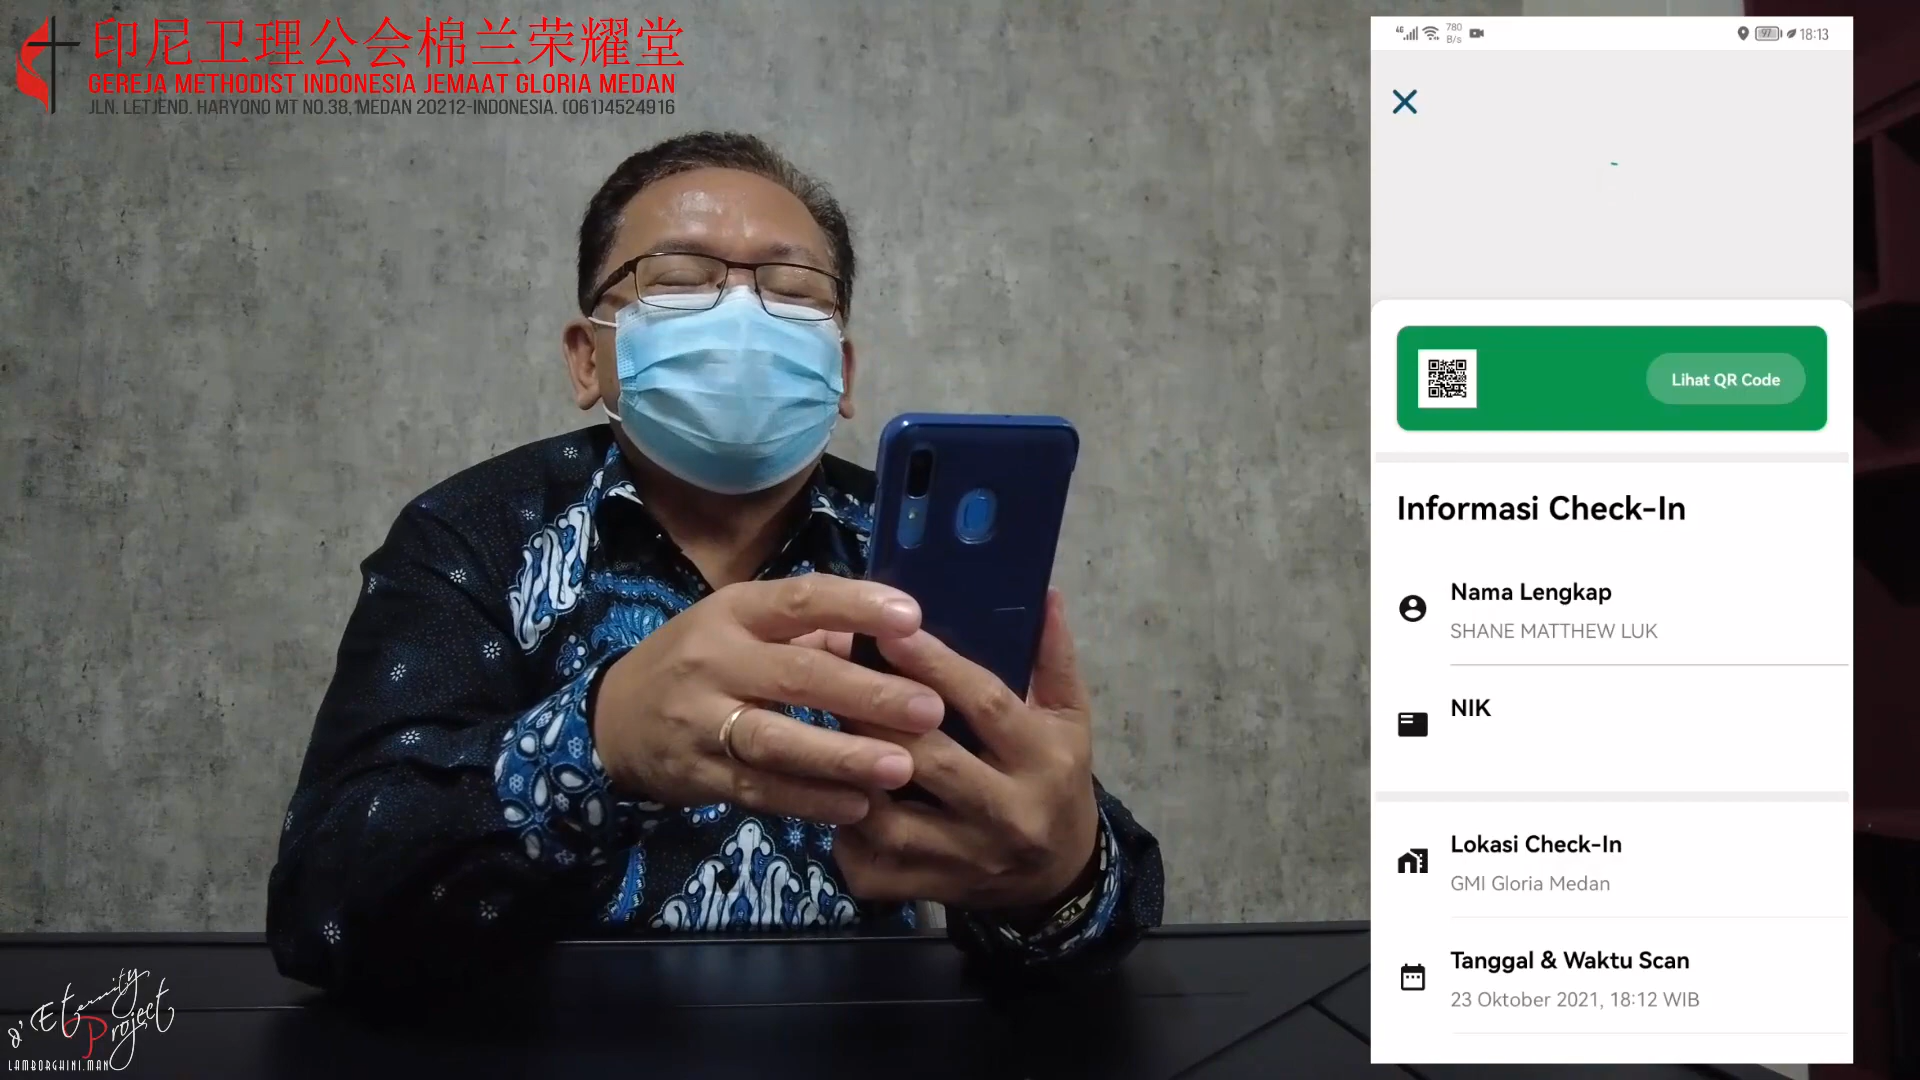 印尼卫理公会棉兰荣耀堂
GEREJA METHODIST INDONESIA JEMAAT GLORIA MEDAN
JLN. LETJEND. HARYONO MT NO.38, MEDAN 20212-INDONESIA. (061)4524916
4G 780 B/s 97 18:13
Lihat QR Code
Informasi Check-In
Nama Lengkap
SHANE MATTHEW LUK
NIK
Lokasi Check-In
GMI Gloria Medan
Tanggal & Waktu Scan
23 Oktober 2021, 18:12 WIB
d'Eternity
Project
LAMBORGHINI.MAN